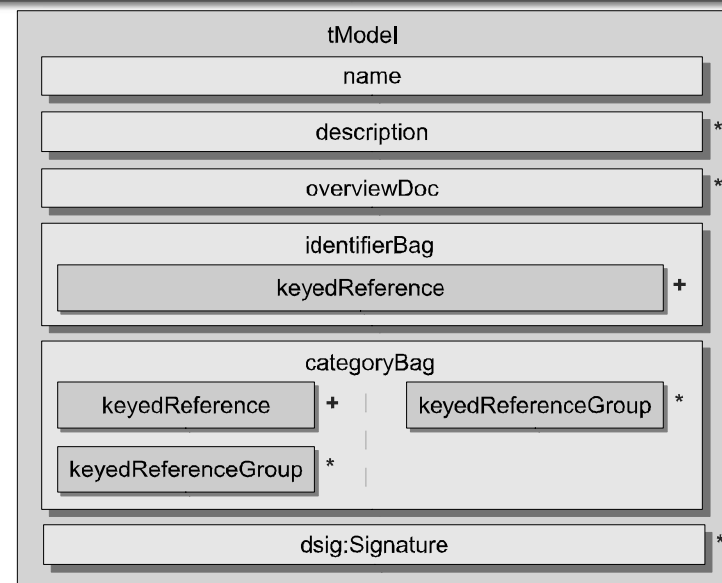 tModel
name
description *
overviewDoc *
identifierBag
keyedReference +
categoryBag
keyedReference + keyedReferenceGroup *
keyedReferenceGroup *
dsig:Signature *